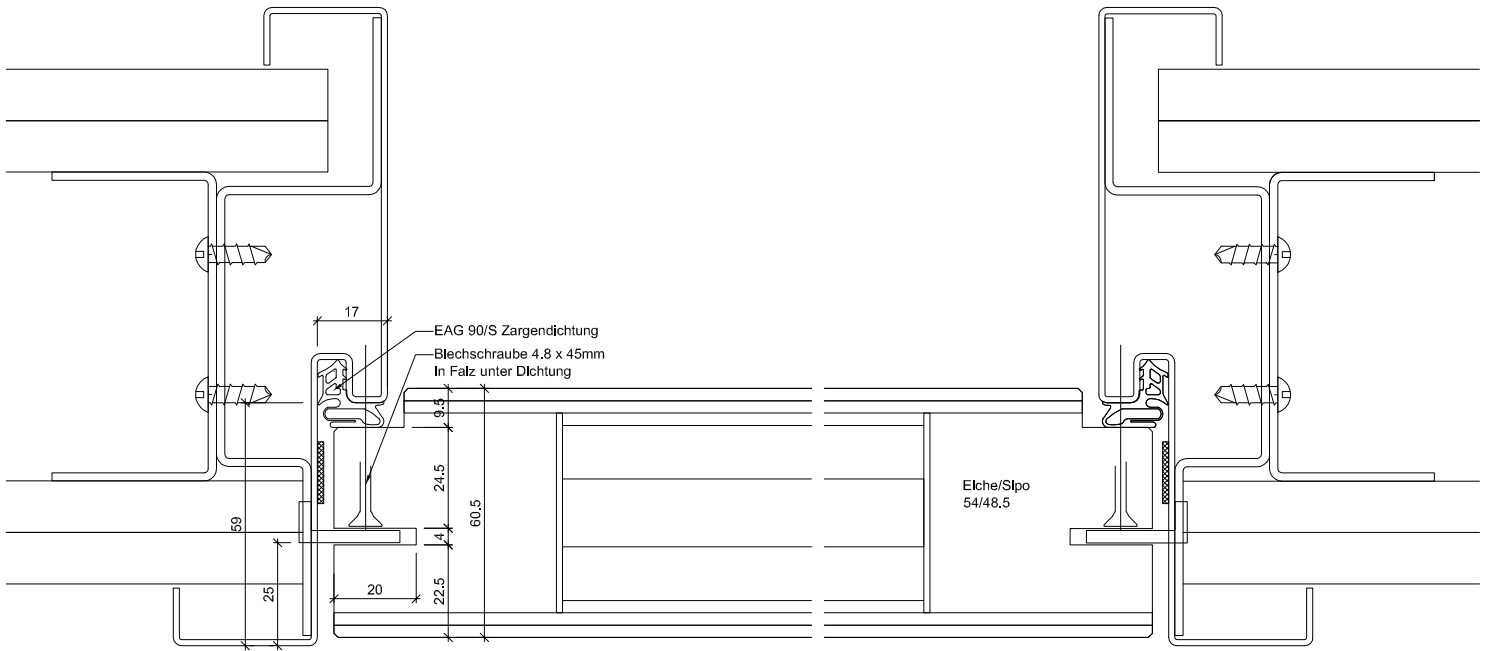 17
EAG 90/S Zargendichtung
Blechschraube 4.8 x 45mm
In Falz unter Dichtung
9.5
24.5
60.5
4
22.5
59
25
20
Eiche/Sipo
54/48.5